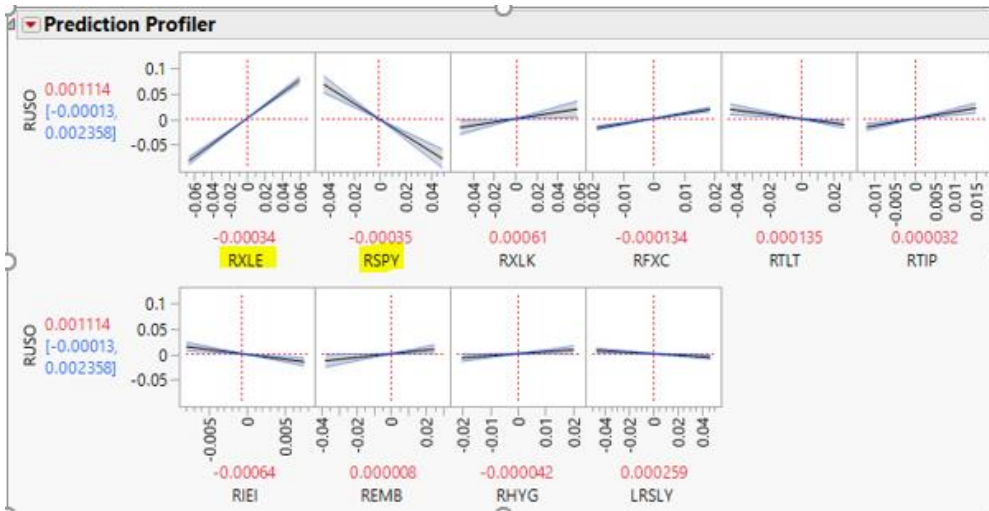 Prediction Profiler
RUSO
0.001114
[-0.00013,
0.002358]
0.1
0.05
0
-0.05
-0.06 -0.04 -0.02 0 0.02 0.04 0.06
-0.04 -0.02 0 0.02 0.04
-0.04 -0.02 0 0.02 0.04 0.06
-0.02 -0.01 0 0.01 0.02
-0.04 -0.02 0 0.02
-0.01 -0.005 0 0.005 0.01 0.015
-0.00034 -0.00035 0.00061 -0.000134 0.000135 0.000032
RXLE RSPY RXLK RFXC RTLT RTIP
RUSO
0.001114
[-0.00013,
0.002358]
0.1
0.05
0
-0.05
-0.005 0 0.005
-0.04 -0.02 0 0.02
-0.02 -0.01 0 0.01 0.02
-0.04 -0.02 0 0.02 0.04
-0.00064 0.000008 -0.000042 0.000259
RIEI REMB RHYG LRSLY